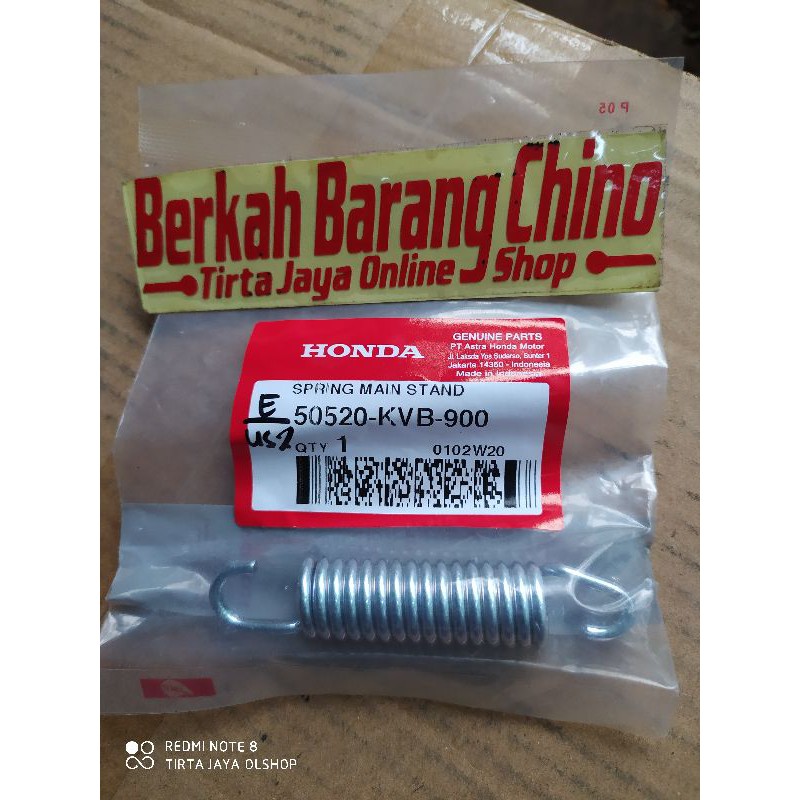 P 05
Berkah Barang Chino
Tirta Jaya Online Shop
HONDA
GENUINE PARTS
PT Astra Honda Motor
Jl. Laksda Yos Sudarso, Sunter 1
Jakarta 14350 - Indonesia
Made in Indonesia
SPRING MAIN STAND
E
50520-KVB-900
QTY 1
0102W20
REDMI NOTE 8
TIRTA JAYA OLSHOP